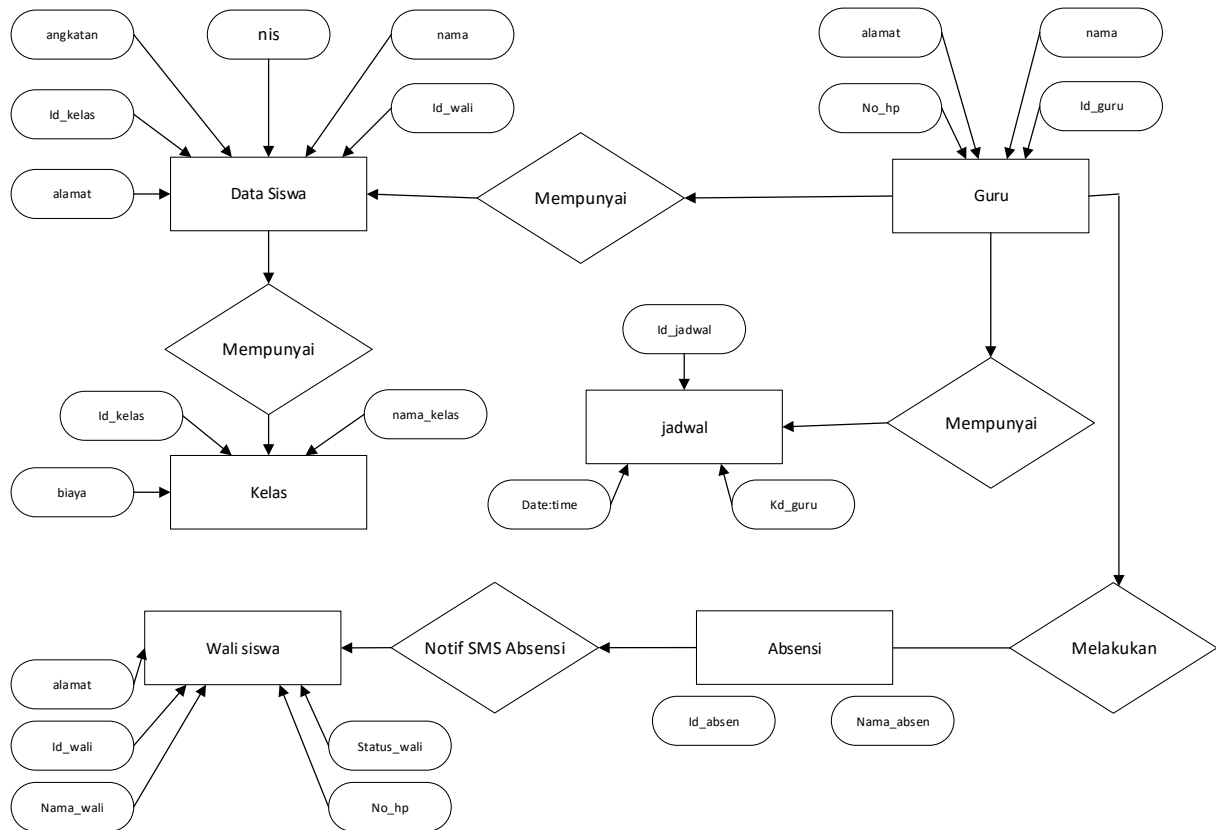 angkatan
nis
nama
alamat
nama
Id_kelas
Id_wali
No_hp
Id_guru
alamat
Data Siswa
Mempunyai
Guru
Mempunyai
Id_jadwal
Id_kelas
nama_kelas
jadwal
Mempunyai
biaya
Kelas
Date:time
Kd_guru
Wali siswa
Notif SMS Absensi
Absensi
Melakukan
alamat
Id_absen
Nama_absen
Id_wali
Status_wali
Nama_wali
No_hp